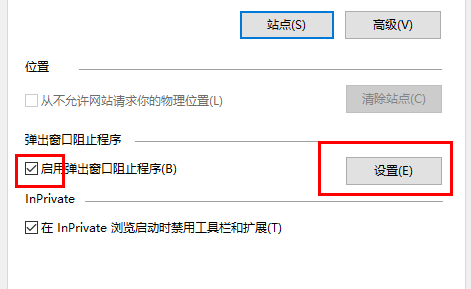 站点(S) 高级(V)
位置
从不允许网站请求你的物理位置(L) 清除站点(C)
弹出窗口阻止程序
启用弹出窗口阻止程序(B) 设置(E)
InPrivate
在 InPrivate 浏览启动时禁用工具栏和扩展(T)